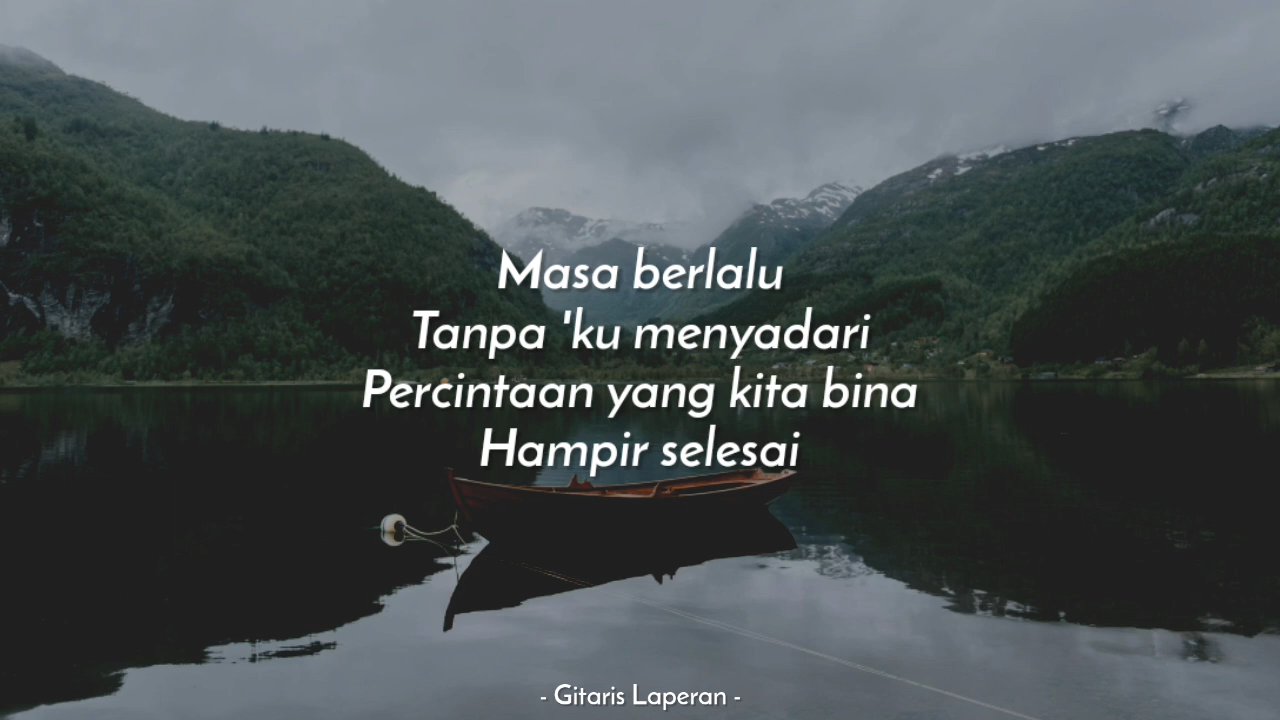 Masa berlalu
Tanpa 'ku menyadari
Percintaan yang kita bina
Hampir selesai
- Gitaris Laperan -